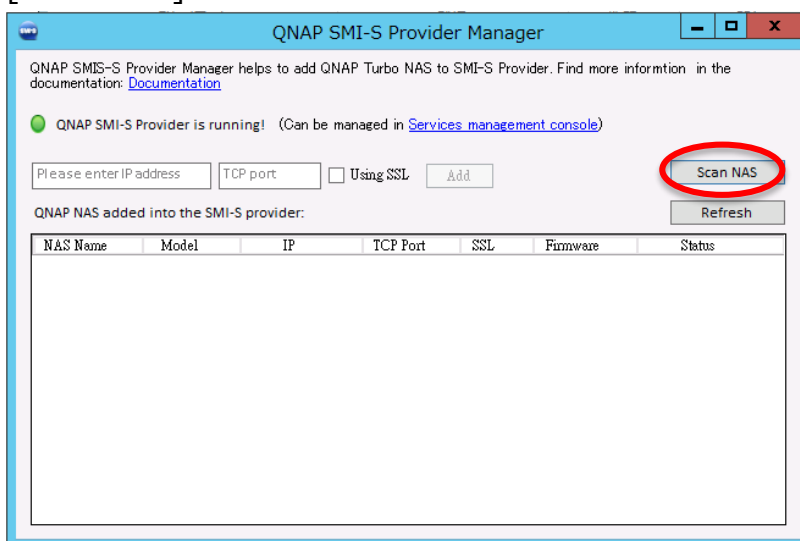 QNAP SMI-S Provider Manager
QNAP SMIS-S Provider Manager helps to add QNAP Turbo NAS to SMI-S Provider. Find more informtion in the
documentation: Documentation
QNAP SMI-S Provider is running! (Can be managed in Services management console)
Please enter IP address TCP port Using SSL Add Scan NAS
QNAP NAS added into the SMI-S provider: Refresh
NAS Name Model IP TCP Port SSL Firmware Status